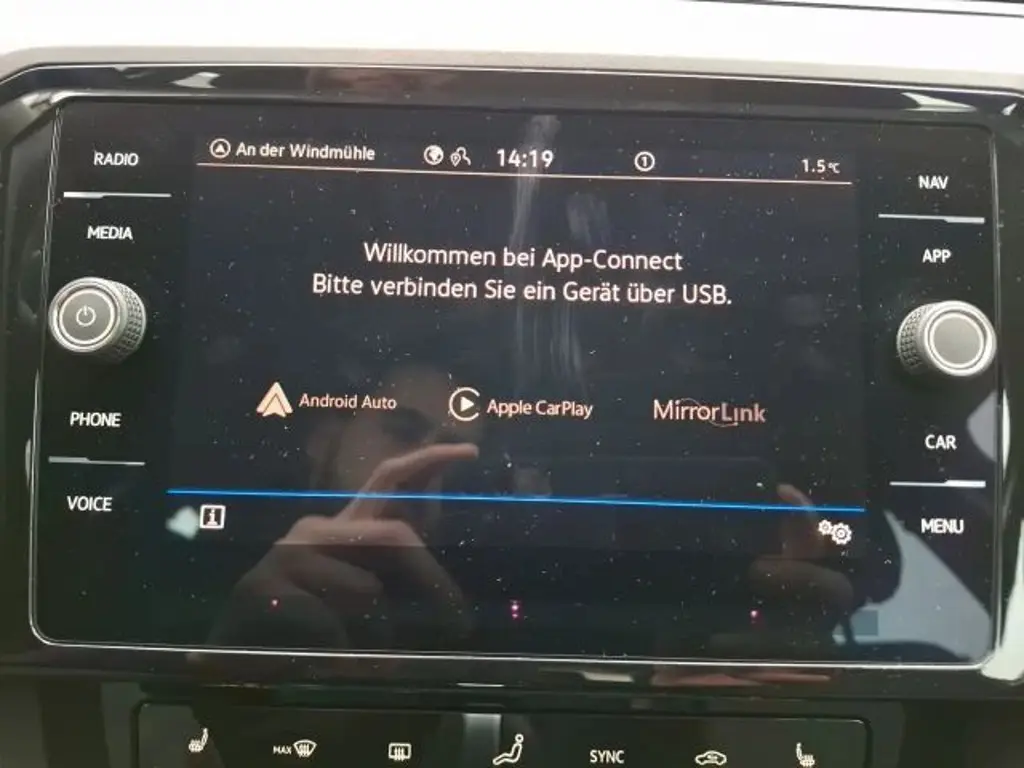 RADIO
MEDIA
PHONE
VOICE
An der Windmühle 14:19 1 1.5°C
Willkommen bei App-Connect
Bitte verbinden Sie ein Gerät über USB.
Android Auto Apple CarPlay MirrorLink
i
NAV
APP
CAR
MENU
MAX SYNC